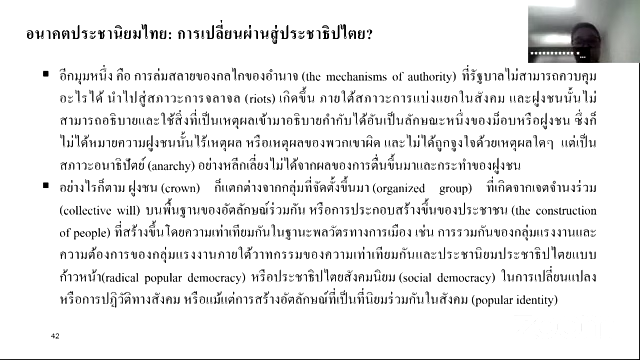 อนาคตประชานิยมไทย: การเปลี่ยนผ่านสู่ประชาธิปไตย?
▪ อีกมุมหนึ่ง คือ การล่มสลายของกลไกของอำนาจ (the mechanisms of authority) ที่รัฐบาลไม่สามารถควบคุม
อะไรได้ นำไปสู่สภาวะการจลาจล (riots) เกิดขึ้น ภายใต้สภาวะการแบ่งแยกในสังคม และฝูงชนนั้นไม่
สามารถอธิบายและใช้สิ่งที่เป็นเหตุผลเข้ามาอธิบายกำกับได้อันเป็นลักษณะหนึ่งของม็อบหรือฝูงชน ซึ่งก็
ไม่ได้หมายความฝูงชนนั้นไร้เหตุผล หรือเหตุผลของพวกเขาผิด และไม่ได้ถูกจูงใจด้วยเหตุผลใดๆ แต่เป็น
สภาวะอนาธิปัตย์ (anarchy) อย่างหลีกเลี่ยงไม่ได้จากผลของการตื่นขึ้นมาและกระทำของฝูงชน
▪ อย่างไรก็ตาม ฝูงชน (crown) ก็แตกต่างจากกลุ่มที่จัดตั้งขึ้นมา (organized group) ที่เกิดจากเจตจำนงร่วม
(collective will) บนพื้นฐานของอัตลักษณ์ร่วมกัน หรือการประกอบสร้างขึ้นของประชาชน (the construction
of people) ที่สร้างขึ้นโดยความเท่าเทียมกันในฐานะพลวัตรทางการเมือง เช่น การรวมกันของกลุ่มแรงงานและ
ความต้องการของกลุ่มแรงงานภายใต้วาทกรรมของความเท่าเทียมกันและประชานิยมประชาธิปไตยแบบ
ก้าวหน้า(radical popular democracy) หรือประชาธิปไตยสังคมนิยม (social democracy) ในการเปลี่ยนแปลง
หรือการปฏิวัติทางสังคม หรือแม้แต่การสร้างอัตลักษณ์ที่เป็นที่นิยมร่วมกันในสังคม (popular identity)
42